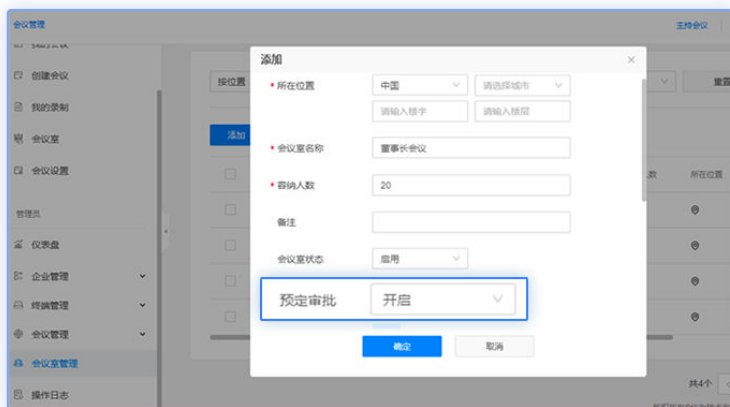 会议管理
主持会议
我的会议
创建会议
我的录制
会议室
会议设置
管理员
仪表盘
企业管理
终端管理
会议管理
会议室管理
操作日志
按位置
重置
添加
所在位置
共4个
添加
* 所在位置
中国
请选择城市
请输入楼宇
请输入楼层
* 会议室名称
董事长会议
* 容纳人数
20
备注
会议室状态
启用
预定审批
开启
确定
取消